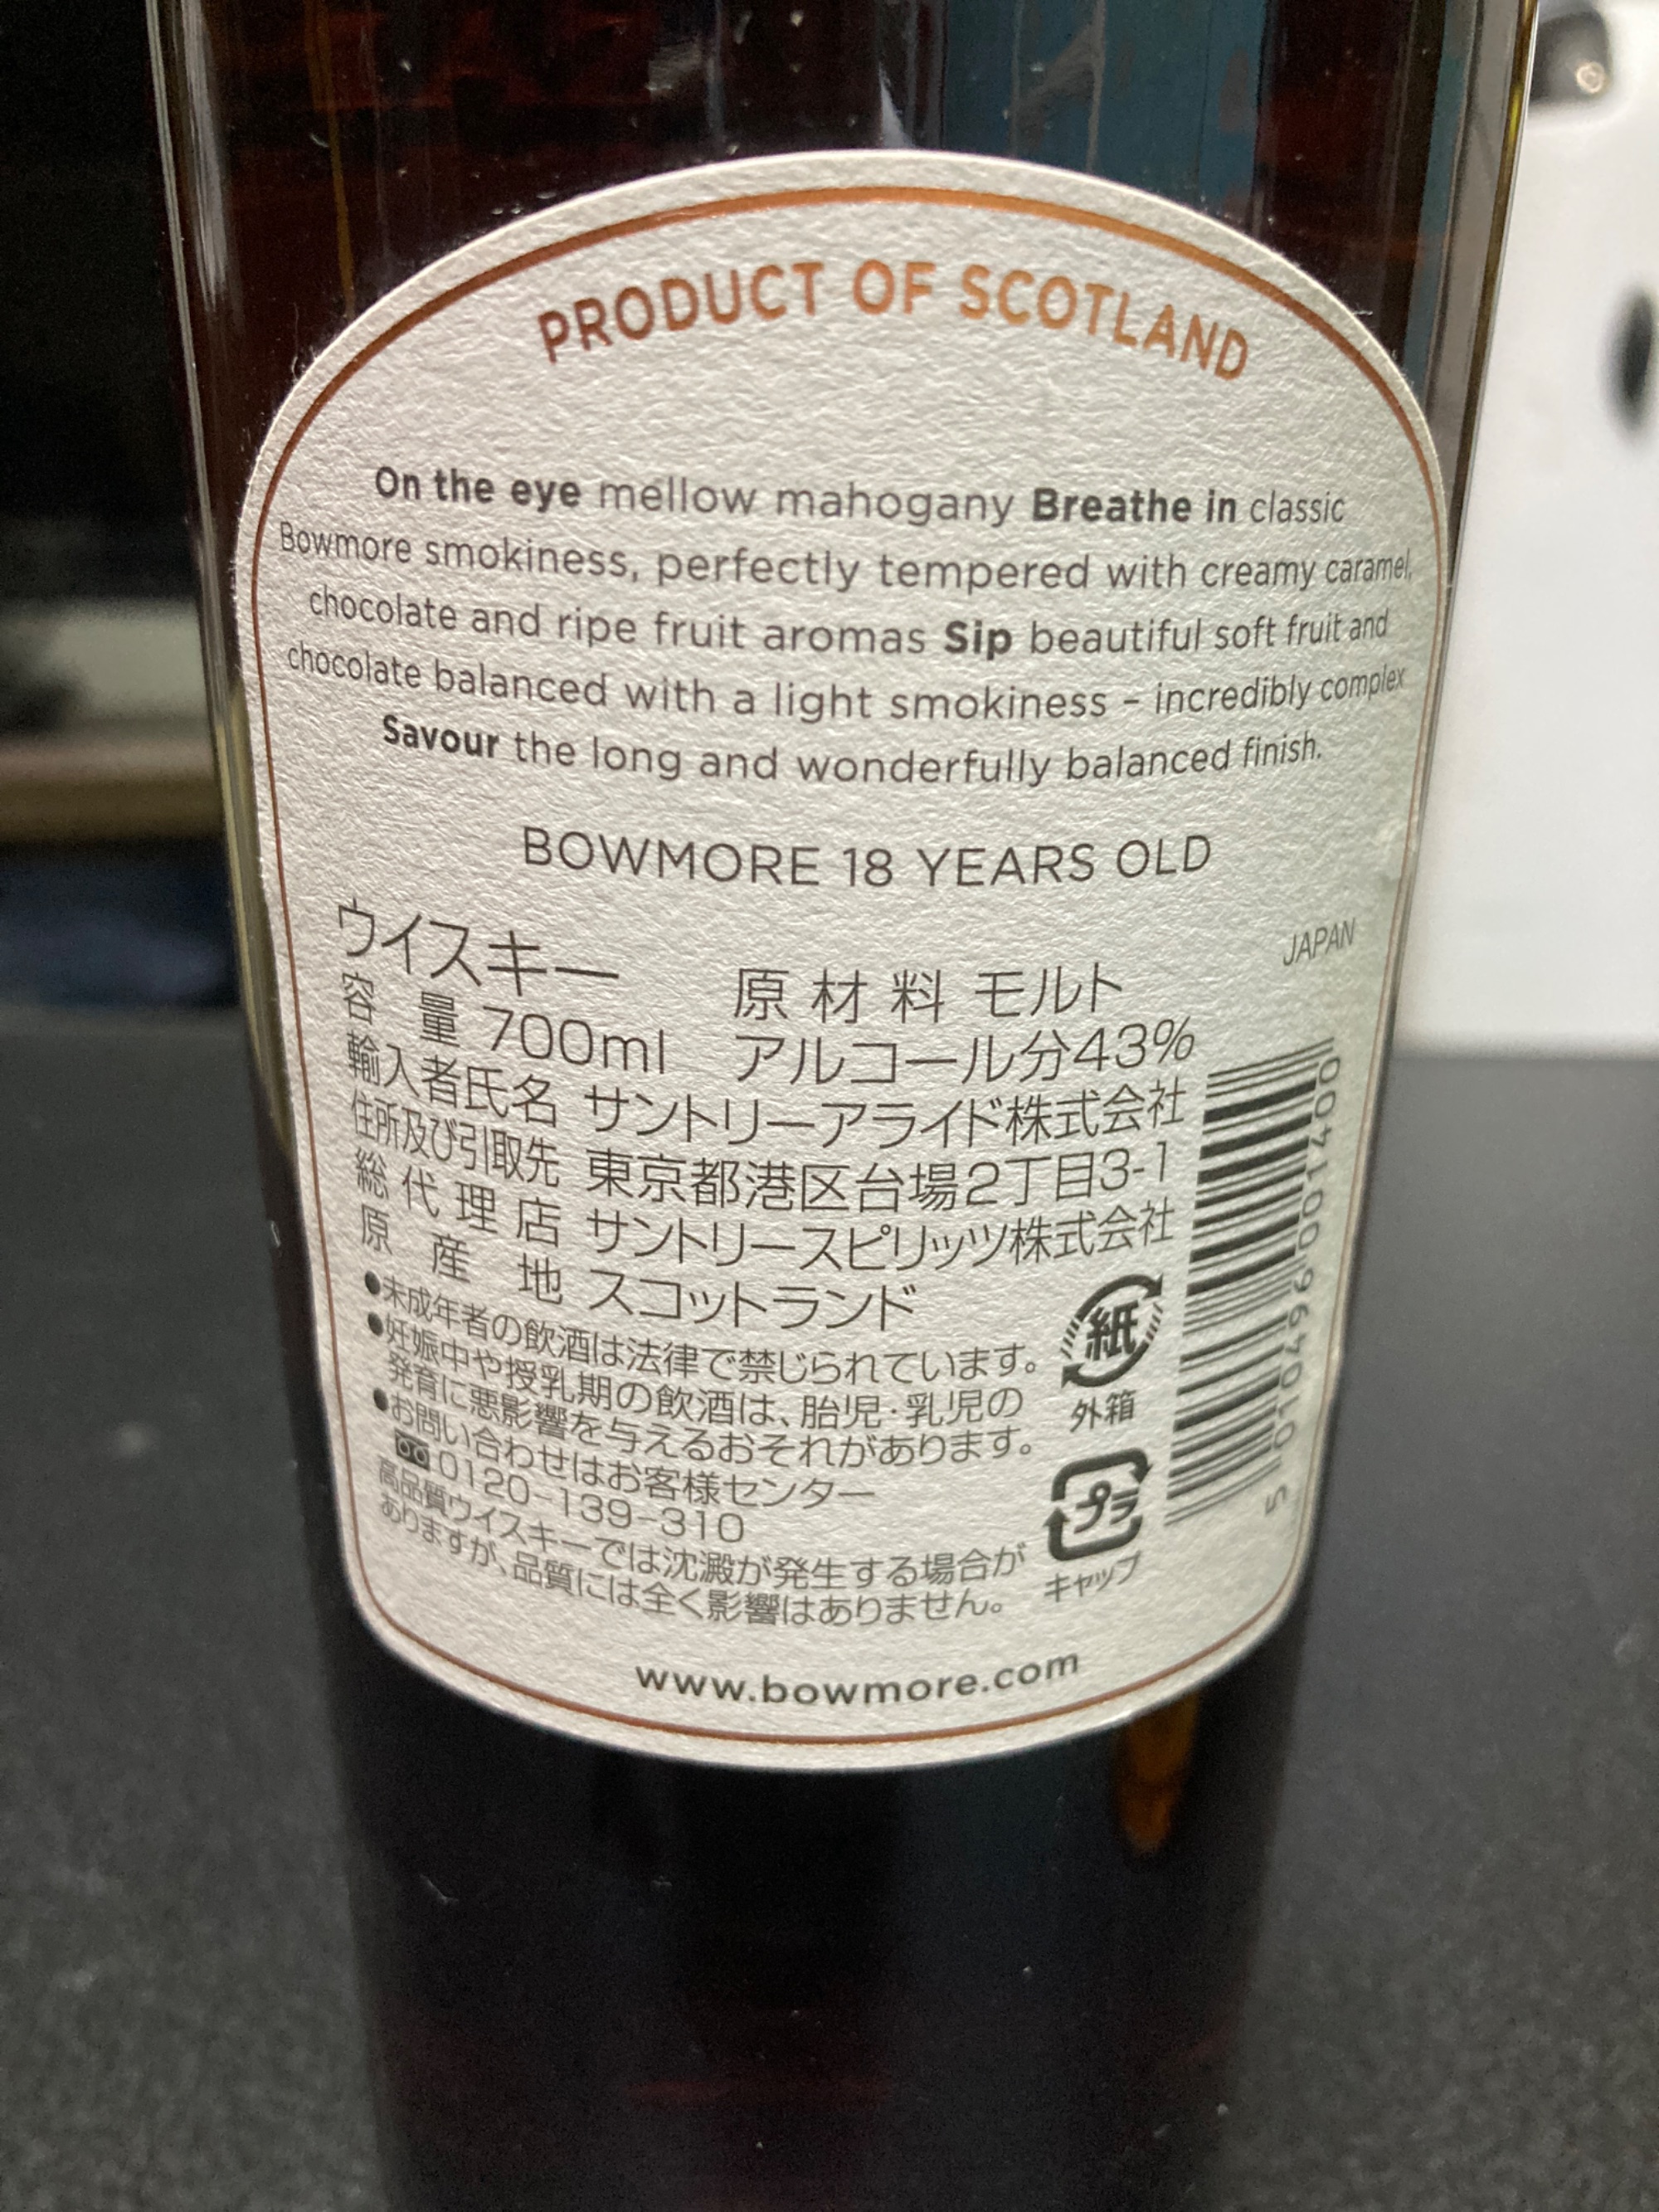 PRODUCT OF SCOTLAND
On the eye mellow mahogany Breathe in classic
Bowmore smokiness, perfectly tempered with creamy caramel,
chocolate and ripe fruit aromas Sip beautiful soft fruit and
chocolate balanced with a light smokiness – incredibly complex
Savour the long and wonderfully balanced finish.
BOWMORE 18 YEARS OLD
JAPAN
ウイスキー 原材料 モルト
容量 700ml アルコール分43%
輸入者氏名 サントリーアライド株式会社
住所及び引取先 東京都港区台場2丁目3-1
総代理店 サントリースピリッツ株式会社
原産地 スコットランド
●未成年者の飲酒は法律で禁じられています。
●妊娠中や授乳期の飲酒は、胎児・乳児の
発育に悪影響を与えるおそれがあります。
●お問い合わせはお客様センター
0120-139-310
高品質ウイスキーでは沈澱が発生する場合が
ありますが、品質には全く影響はありません。
紙
外箱
プラ
キャップ
5 010496 001400
www.bowmore.com